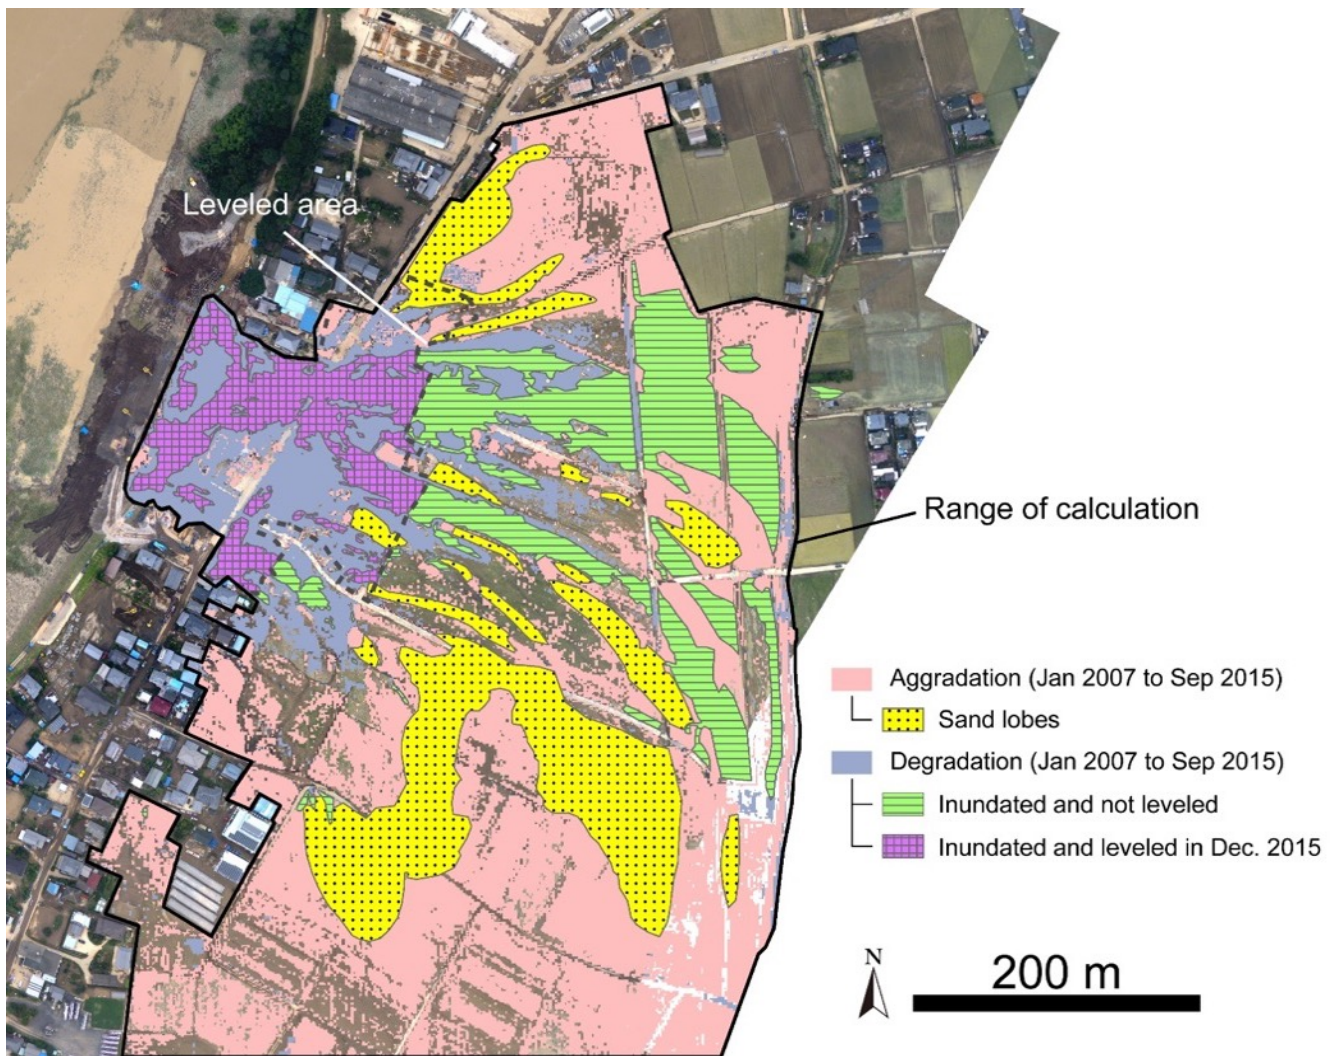 Leveled area
Range of calculation
Aggradation (Jan 2007 to Sep 2015)
Sand lobes
Degradation (Jan 2007 to Sep 2015)
Inundated and not leveled
Inundated and leveled in Dec. 2015
N
200 m